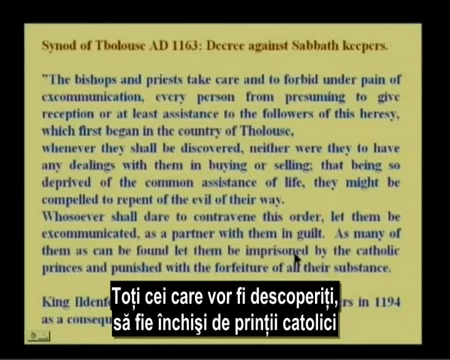 Synod of Tholouse AD 1163: Decree against Sabbath keepers.
"The bishops and priests take care and to forbid under pain of
excommunication, every person from presuming to give
reception or at least assistance to the followers of this heresy,
which first began in the country of Tholouse,
whenever they shall be discovered, neither were they to have
any dealings with them in buying or selling; that being so
deprived of the common assistance of life, they might be
compelled to repent of the evil of their way.
Whosoever shall dare to contravene this order, let them be
excommunicated, as a partner with them in guilt. As many of
them as can be found let them be imprisoned by the catholic
princes and punished with the forfeiture of all their substance.
King Ildefon rs in 1194
as a consequ
Toţi cei care vor fi descoperiţi,
să fie închişi de prinţii catolici